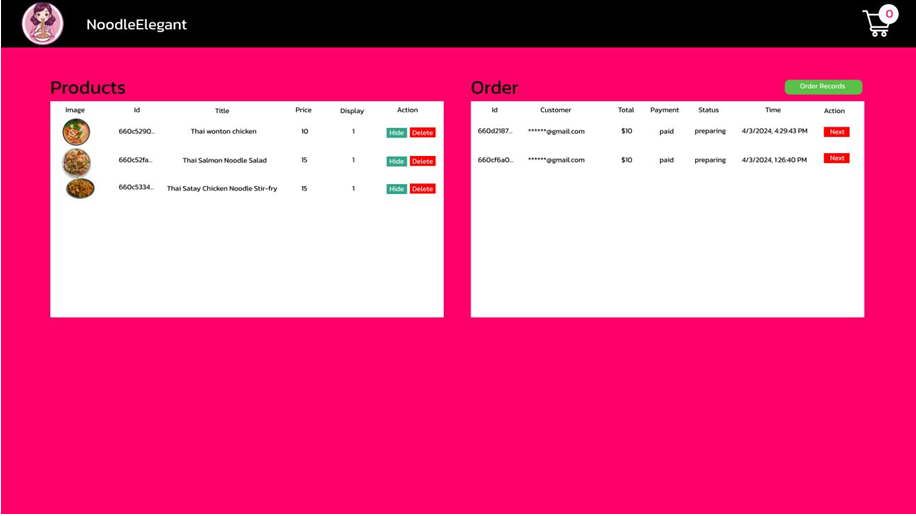 NoodleElegant
0
Products
Image Id Title Price Display Action
660c5290... Thai wonton chicken 10 1 Hide Delete
660c52fa... Thai Salmon Noodle Salad 15 1 Hide Delete
660c5334... Thai Satay Chicken Noodle Stir-fry 15 1 Hide Delete
Order
Order Records
Id Customer Total Payment Status Time Action
660d2187... ******@gmail.com $10 paid preparing 4/3/2024, 4:29:43 PM Next
660cf6a0... ******@gmail.com $10 paid preparing 4/3/2024, 1:26:40 PM Next